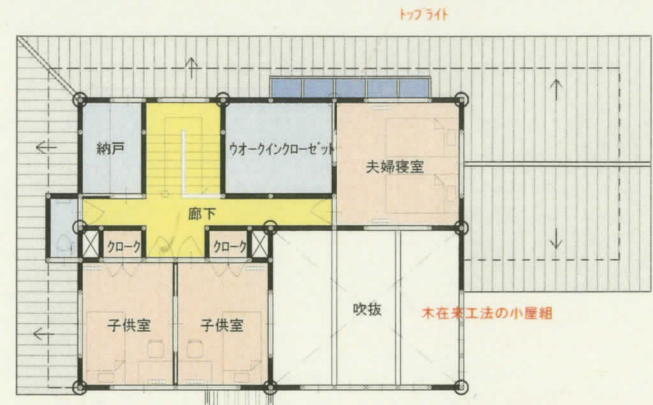 トップライト
納戸
ウオークインクローゼット
夫婦寝室
廊下
クローク
クローク
子供室
子供室
吹抜
木在来工法の小屋組